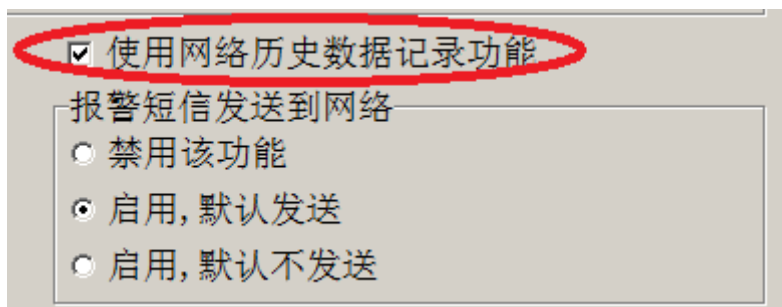 使用网络历史数据记录功能
报警短信发送到网络
禁用该功能
启用,默认发送
启用,默认不发送